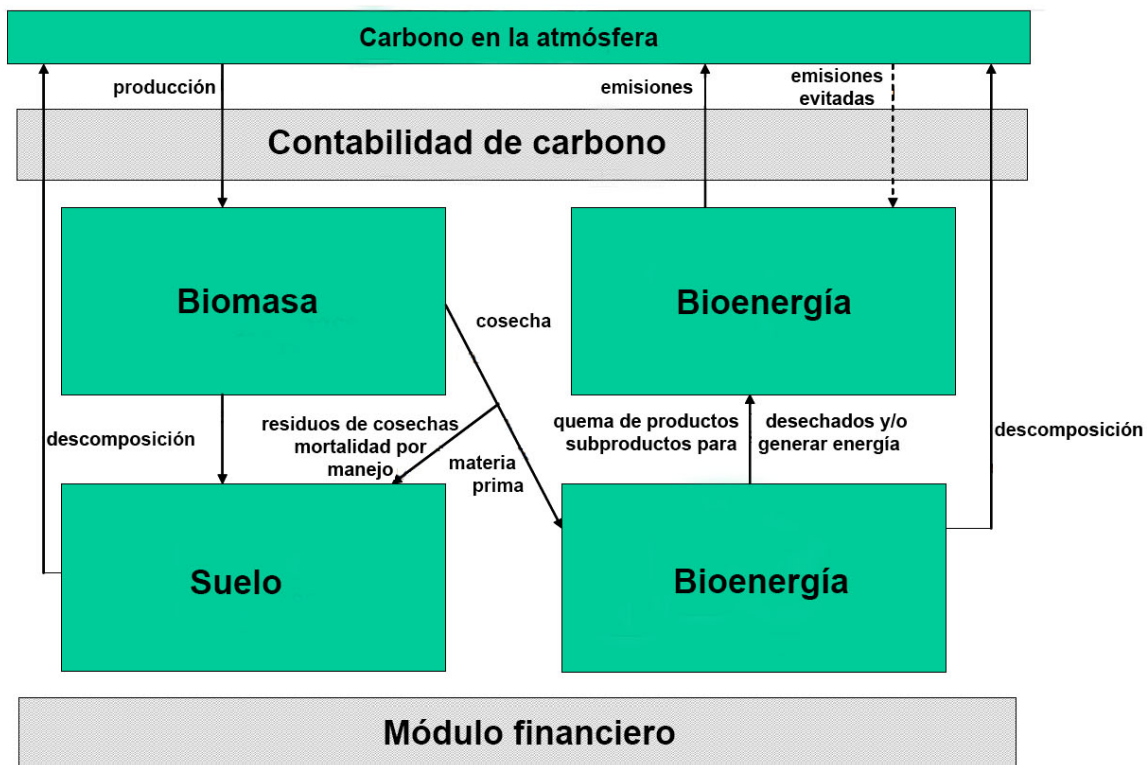 Carbono en la atmósfera
producción
emisiones
emisiones
evitadas
Contabilidad de carbono
Biomasa
Bioenergía
cosecha
descomposición
residuos de cosechas
mortalidad por
manejo
materia
prima
quema de productos desechados y/o
subproductos para generar energía
descomposición
Suelo
Bioenergía
Módulo financiero